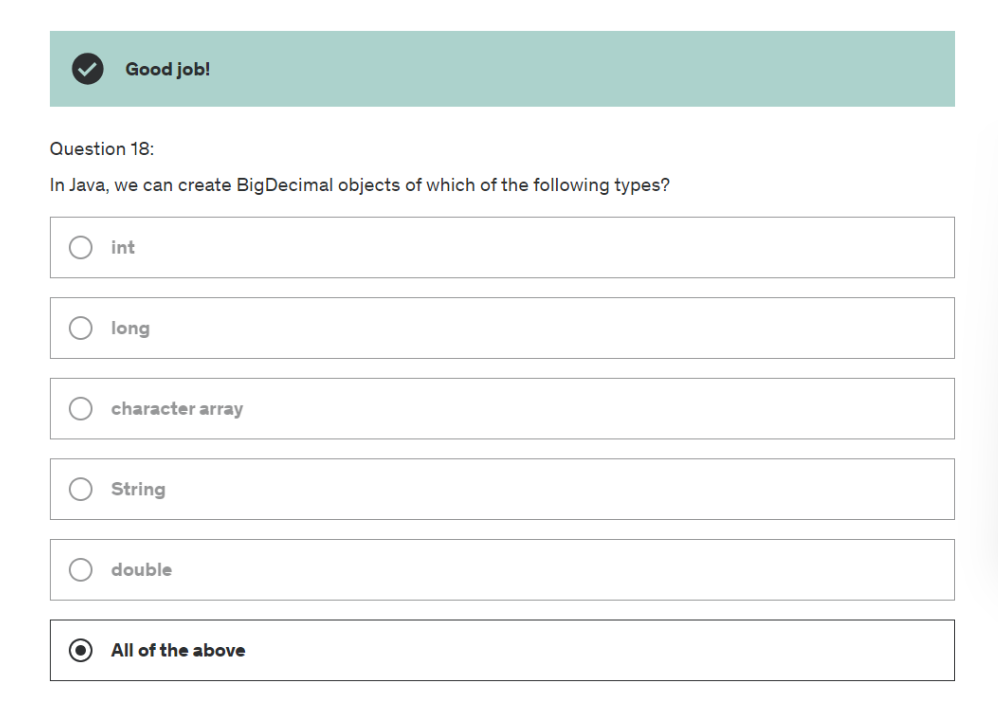 Good job!
Question 18:
In Java, we can create BigDecimal objects of which of the following types?
int
long
character array
String
double
All of the above